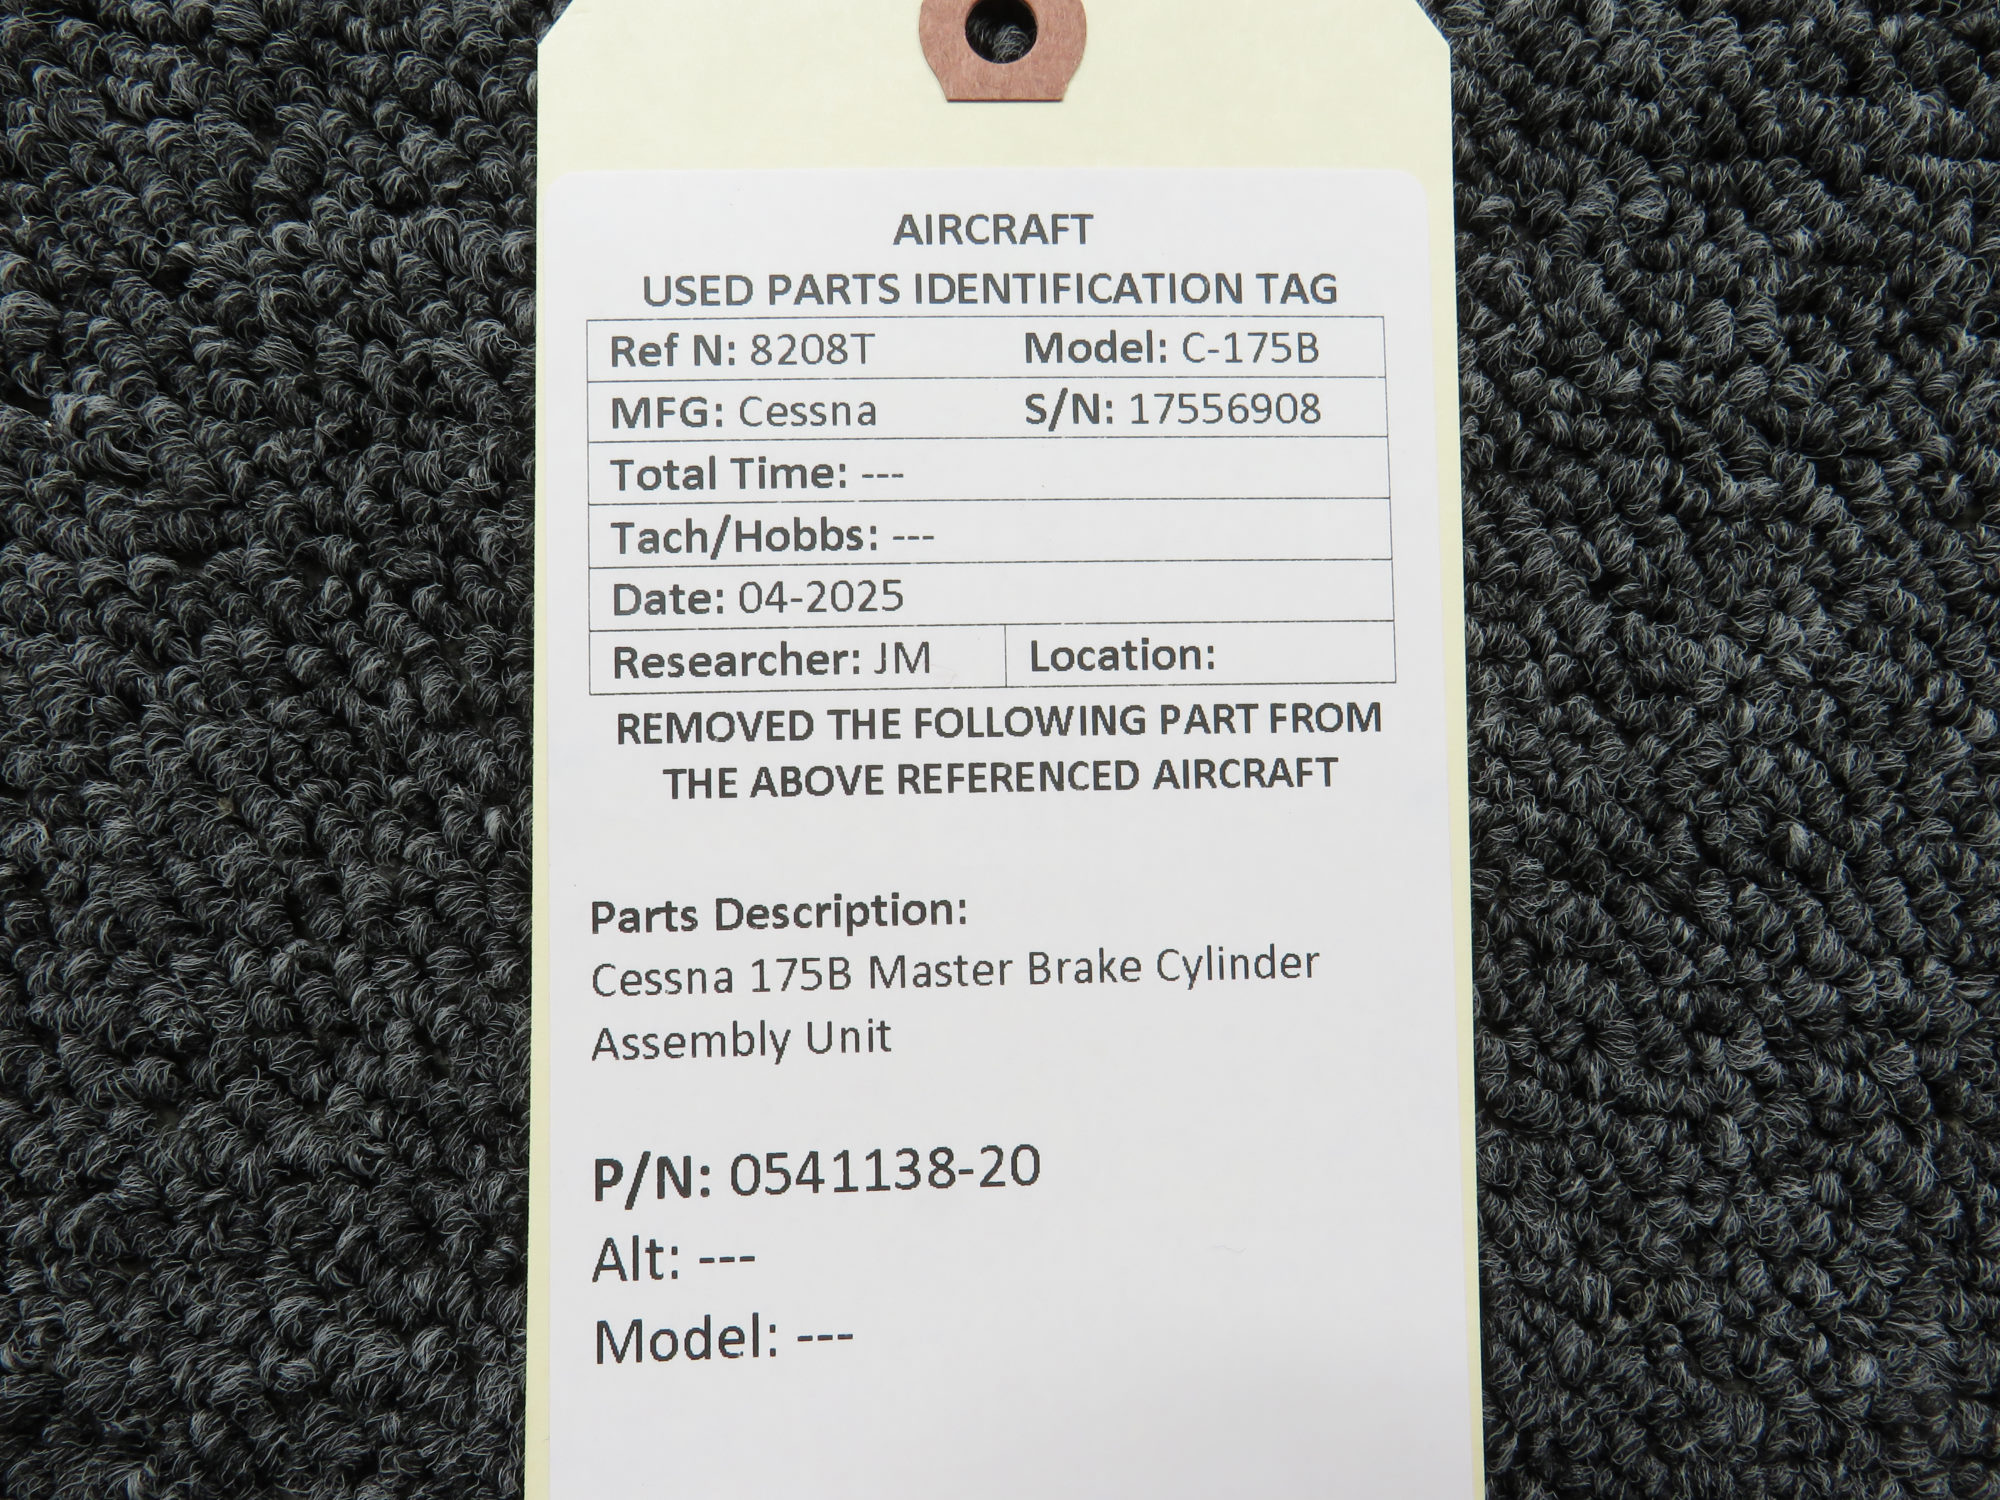 AIRCRAFT
USED PARTS IDENTIFICATION TAG
Ref N: 8208T Model: C-175B
MFG: Cessna S/N: 17556908
Total Time: ---
Tach/Hobbs: ---
Date: 04-2025
Researcher: JM Location:
REMOVED THE FOLLOWING PART FROM
THE ABOVE REFERENCED AIRCRAFT
Parts Description:
Cessna 175B Master Brake Cylinder
Assembly Unit
P/N: 0541138-20
Alt: ---
Model: ---